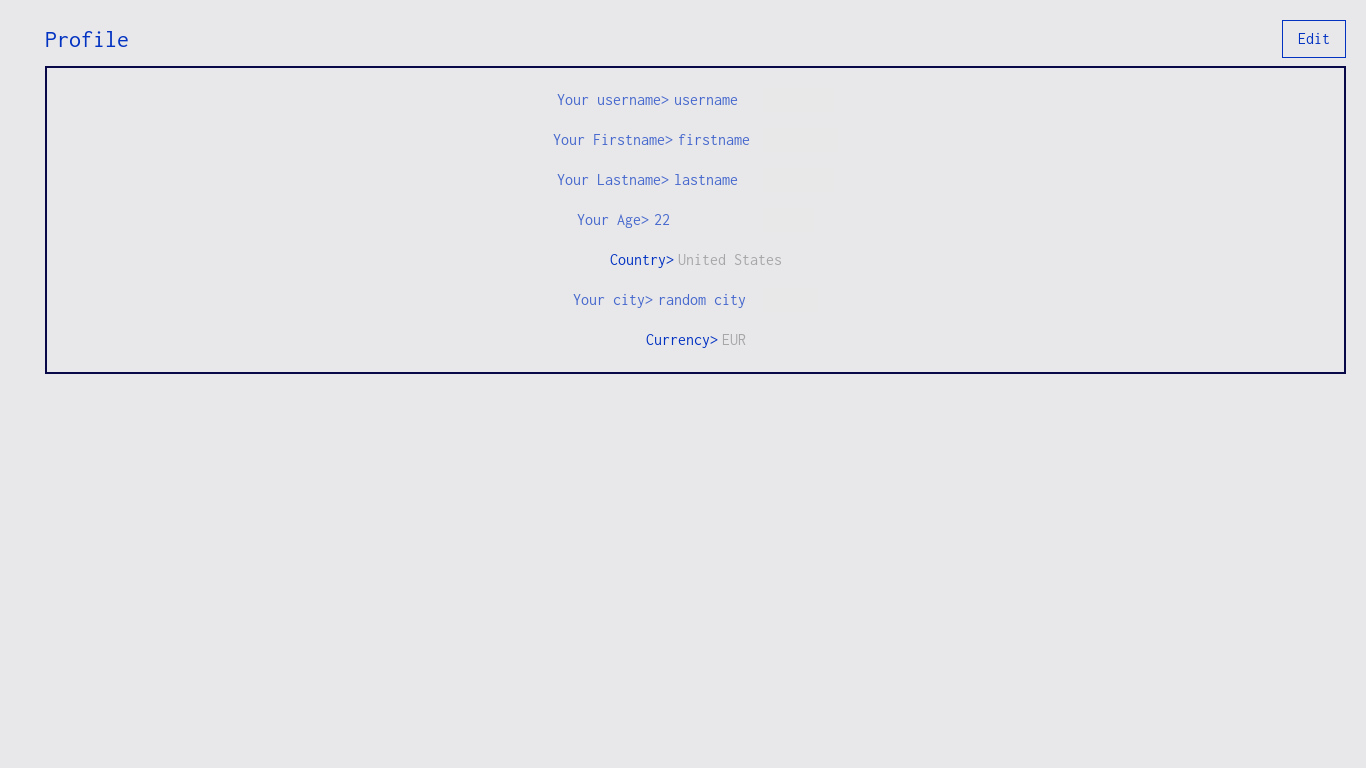 Profile
Edit
Your username> username
Your Firstname> firstname
Your Lastname> lastname
Your Age> 22
Country> United States
Your city> random city
Currency> EUR